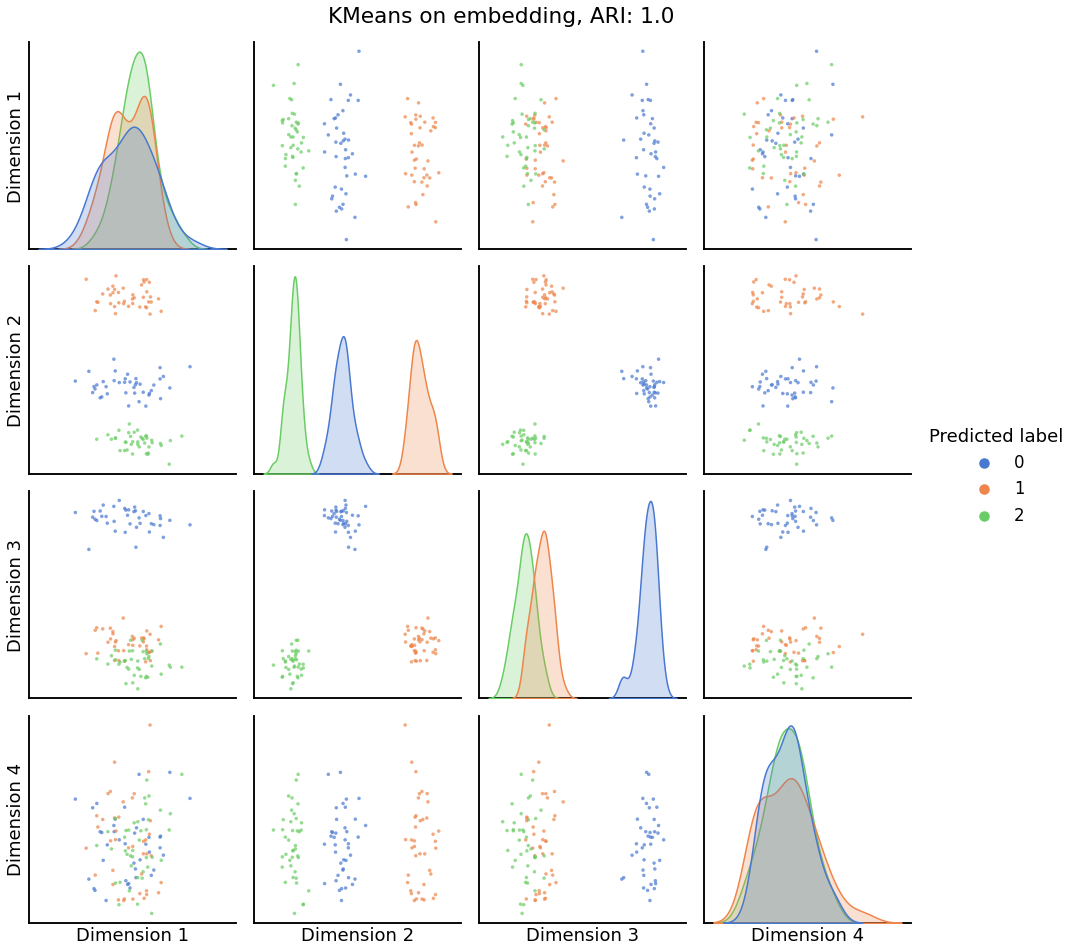 KMeans on embedding, ARI: 1.0
Dimension 1
Dimension 2
Dimension 3
Dimension 4
Predicted label
0
1
2
Dimension 1
Dimension 2
Dimension 3
Dimension 4